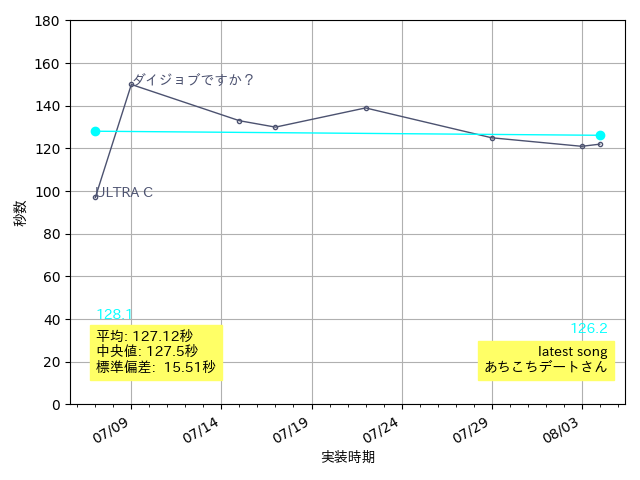 180
160
140
120
100
80
60
40
20
0
秒数
ダイジョブですか？
ULTRA C
128.1
平均: 127.12秒
中央値: 127.5秒
標準偏差: 15.51秒
126.2
latest song
あちこちデートさん
07/09
07/14
07/19
07/24
07/29
08/03
実装時期